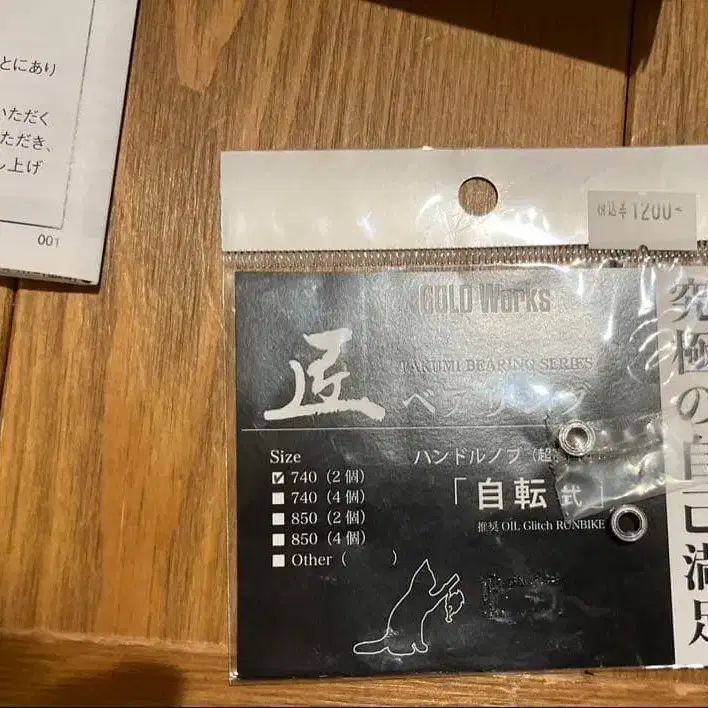 とにあり
いただく
ただき、
し上げ
001
税込¥1200-
GOLD Works
匠
TAKUMI BEARING SERIES
ベアリング
Size
☑ 740（2個）
■ 740（4個）
■ 850（2個）
■ 850（4個）
■ Other（ ）
ハンドルノブ（超
「自転式」
推奨 OIL Glitch RUNBIKE
究極の自己満足